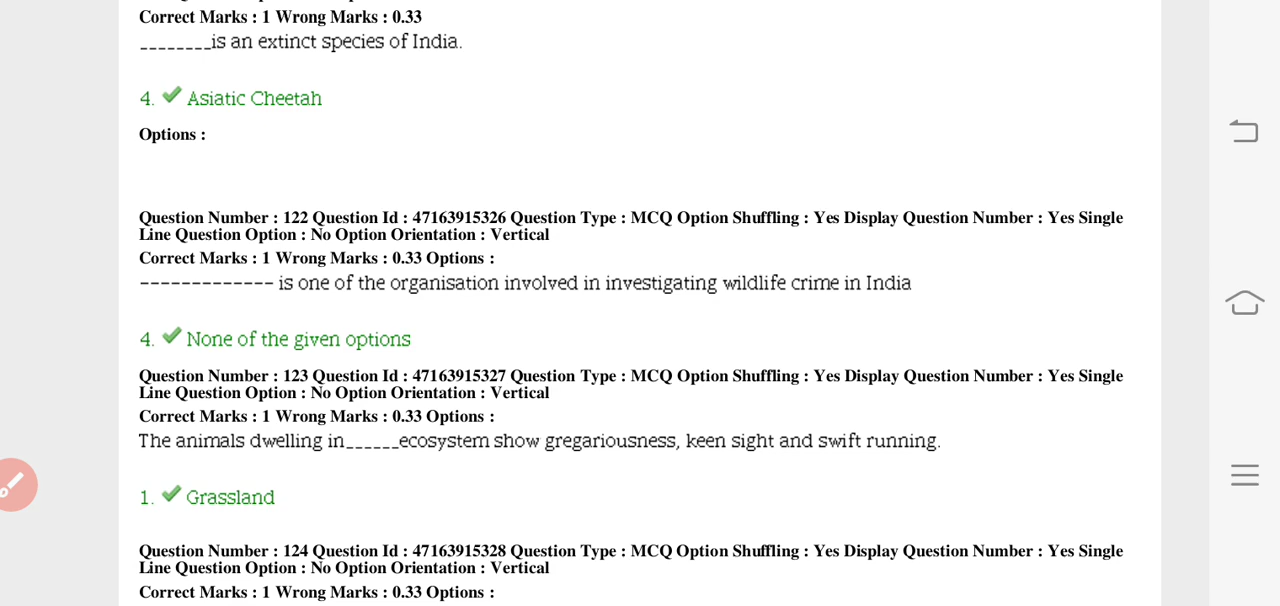 Correct Marks : 1 Wrong Marks : 0.33
________is an extinct species of India.
4. ✔ Asiatic Cheetah
Options :
Question Number : 122 Question Id : 47163915326 Question Type : MCQ Option Shuffling : Yes Display Question Number : Yes Single
Line Question Option : No Option Orientation : Vertical
Correct Marks : 1 Wrong Marks : 0.33 Options :
------------- is one of the organisation involved in investigating wildlife crime in India
4. ✔ None of the given options
Question Number : 123 Question Id : 47163915327 Question Type : MCQ Option Shuffling : Yes Display Question Number : Yes Single
Line Question Option : No Option Orientation : Vertical
Correct Marks : 1 Wrong Marks : 0.33 Options :
The animals dwelling in______ecosystem show gregariousness, keen sight and swift running.
1. ✔ Grassland
Question Number : 124 Question Id : 47163915328 Question Type : MCQ Option Shuffling : Yes Display Question Number : Yes Single
Line Question Option : No Option Orientation : Vertical
Correct Marks : 1 Wrong Marks : 0.33 Options :